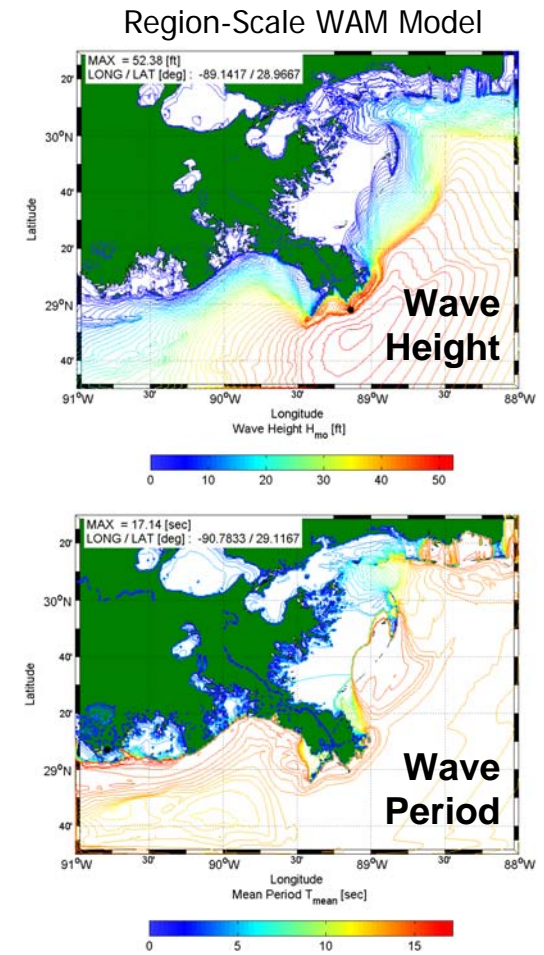 Region-Scale WAM Model
MAX = 52.38 [ft]
LONG / LAT [deg] : -89.1417 / 28.9667
20'
30°N
40'
20'
29°N
40'
Latitude
Wave
Height
91°W 30' 90°W 30' 89°W 30' 88°W
Longitude
Wave Height Hmo [ft]
0 10 20 30 40 50
MAX = 17.14 [sec]
LONG / LAT [deg] : -90.7833 / 29.1167
20'
30°N
40'
20'
29°N
40'
Latitude
Wave
Period
91°W 30' 90°W 30' 89°W 30' 88°W
Longitude
Mean Period Tmean [sec]
0 5 10 15